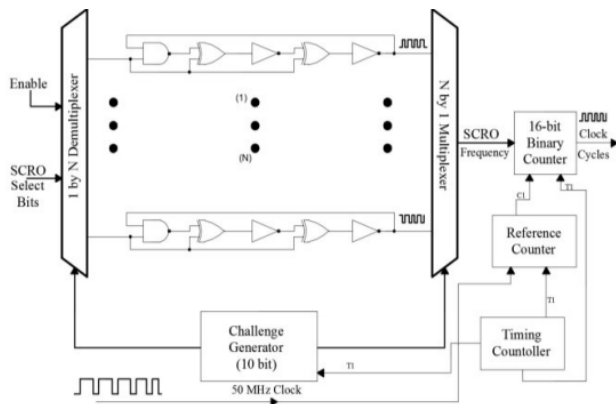 Enable
SCRO
Select
Bits
1 by N Demultiplexer
(1)
(N)
N by 1 Multiplexer
SCRO
Frequency
16-bit
Binary
Counter
Clock
Cycles
C1
T1
Reference
Counter
T1
Challenge
Generator
(10 bit)
T1
Timing
Countoller
50 MHz Clock